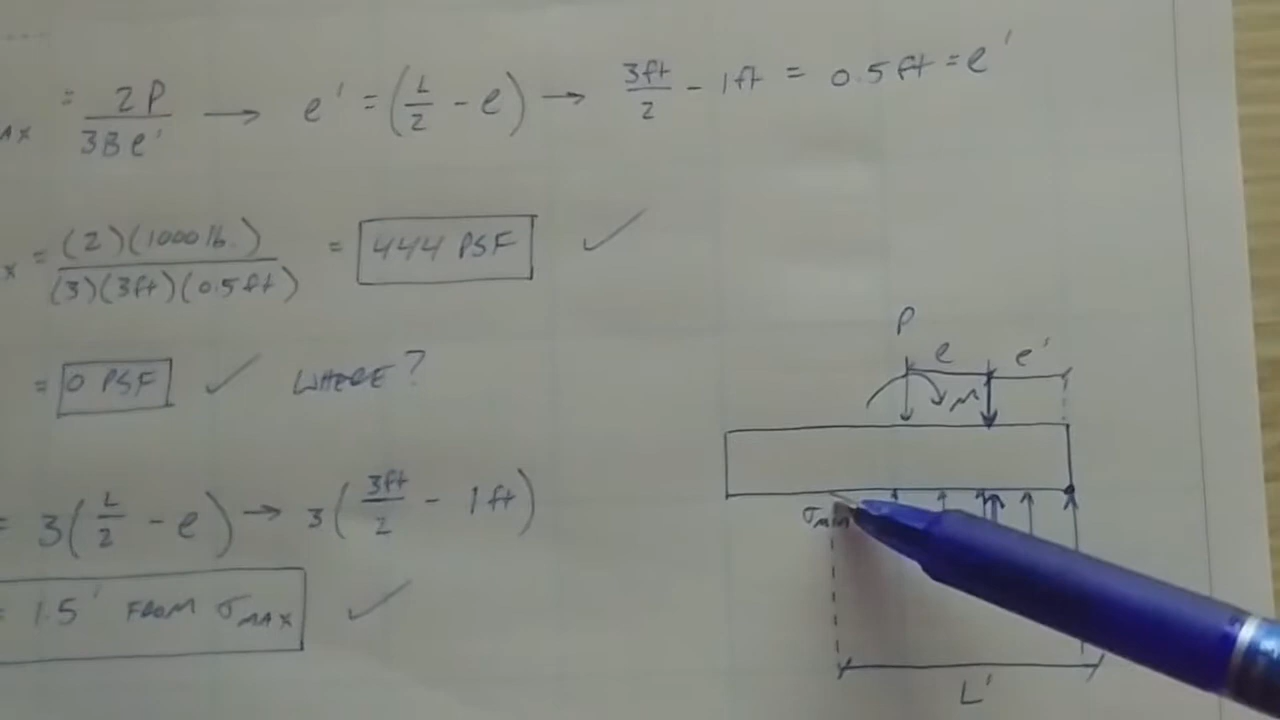 MAX = 2P / 3Be' → e' = (L/2 - e) → 3ft/2 - 1ft = 0.5ft = e'
x = (2)(1000 lb.) / (3)(3ft)(0.5ft) = 444 PSF ✓
= 0 PSF ✓ WHERE?
= 3(L/2 - e) → 3(3ft/2 - 1ft)
= 1.5' FROM σMAX ✓
P
e e'
M
σMIN
L'